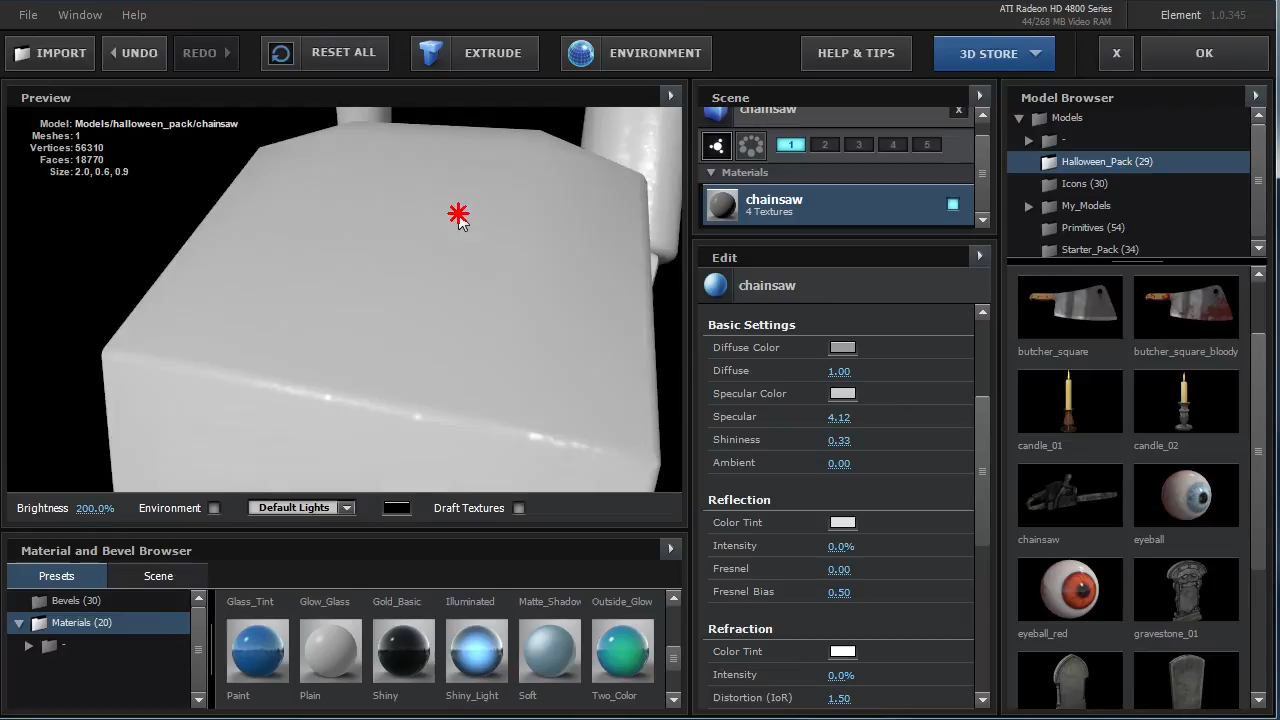 File Window Help
ATI Radeon HD 4800 Series
44/268 MB Video RAM
Element 1.0.345
IMPORT UNDO REDO RESET ALL EXTRUDE ENVIRONMENT HELP & TIPS 3D STORE X OK
Preview
Model: Models/halloween_pack/chainsaw
Meshes: 1
Vertices: 56310
Faces: 18770
Size: 2.0, 0.6, 0.9
Brightness 200.0% Environment Default Lights Draft Textures
Material and Bevel Browser
Presets Scene
Bevels (30)
Materials (20)
-
Glass_Tint Glow_Glass Gold_Basic Illuminated Matte_Shadow Outside_Glow
Paint Plain Shiny Shiny_Light Soft Two_Color
Scene
chainsaw X
1 2 3 4 5
Materials
chainsaw
4 Textures
Edit
chainsaw
Basic Settings
Diffuse Color
Diffuse 1.00
Specular Color
Specular 4.12
Shininess 0.33
Ambient 0.00
Reflection
Color Tint
Intensity 0.0%
Fresnel 0.00
Fresnel Bias 0.50
Refraction
Color Tint
Intensity 0.0%
Distortion (IoR) 1.50
Model Browser
Models
-
Halloween_Pack (29)
Icons (30)
My_Models
Primitives (54)
Starter_Pack (34)
butcher_square butcher_square_bloody
candle_01 candle_02
chainsaw eyeball
eyeball_red gravestone_01